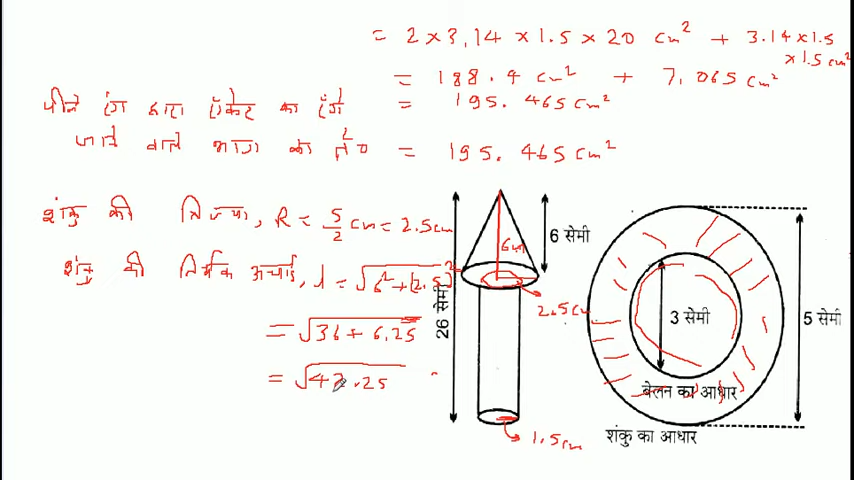 = 2 x 3.14 x 1.5 x 20 cm² + 3.14 x 1.5 x 1.5 cm²
= 188.4 cm² + 7.065 cm²
पीले रंग द्वारा रॉकेट का रंगे = 195.465 cm²
जाने वाले भाग का क्षे० = 195.465 cm²
शंकु की त्रिज्या, R = 5/2 cm = 2.5 cm
शंकु की तिर्यक ऊचाई, l = √6² + (2.5)²
= √36 + 6.25
= √42.25
6 सेमी
6 cm
26 सेमी
2.5 cm
1.5 cm
3 सेमी
5 सेमी
बेलन का आधार
शंकु का आधार